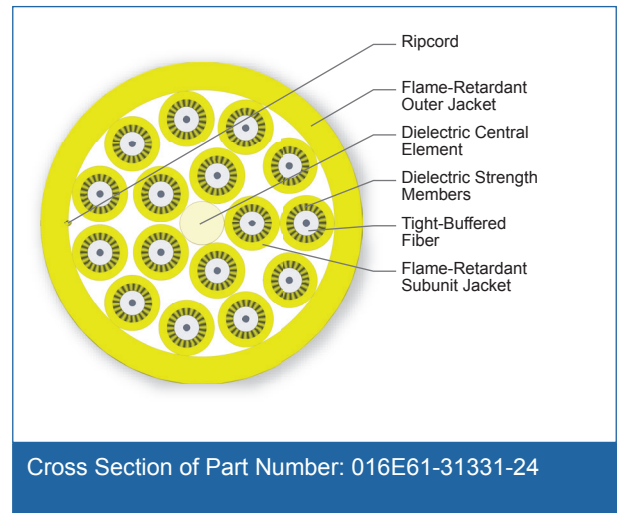 Ripcord
Flame-Retardant
Outer Jacket
Dielectric Central
Element
Dielectric Strength
Members
Tight-Buffered
Fiber
Flame-Retardant
Subunit Jacket
Cross Section of Part Number: 016E61-31331-24